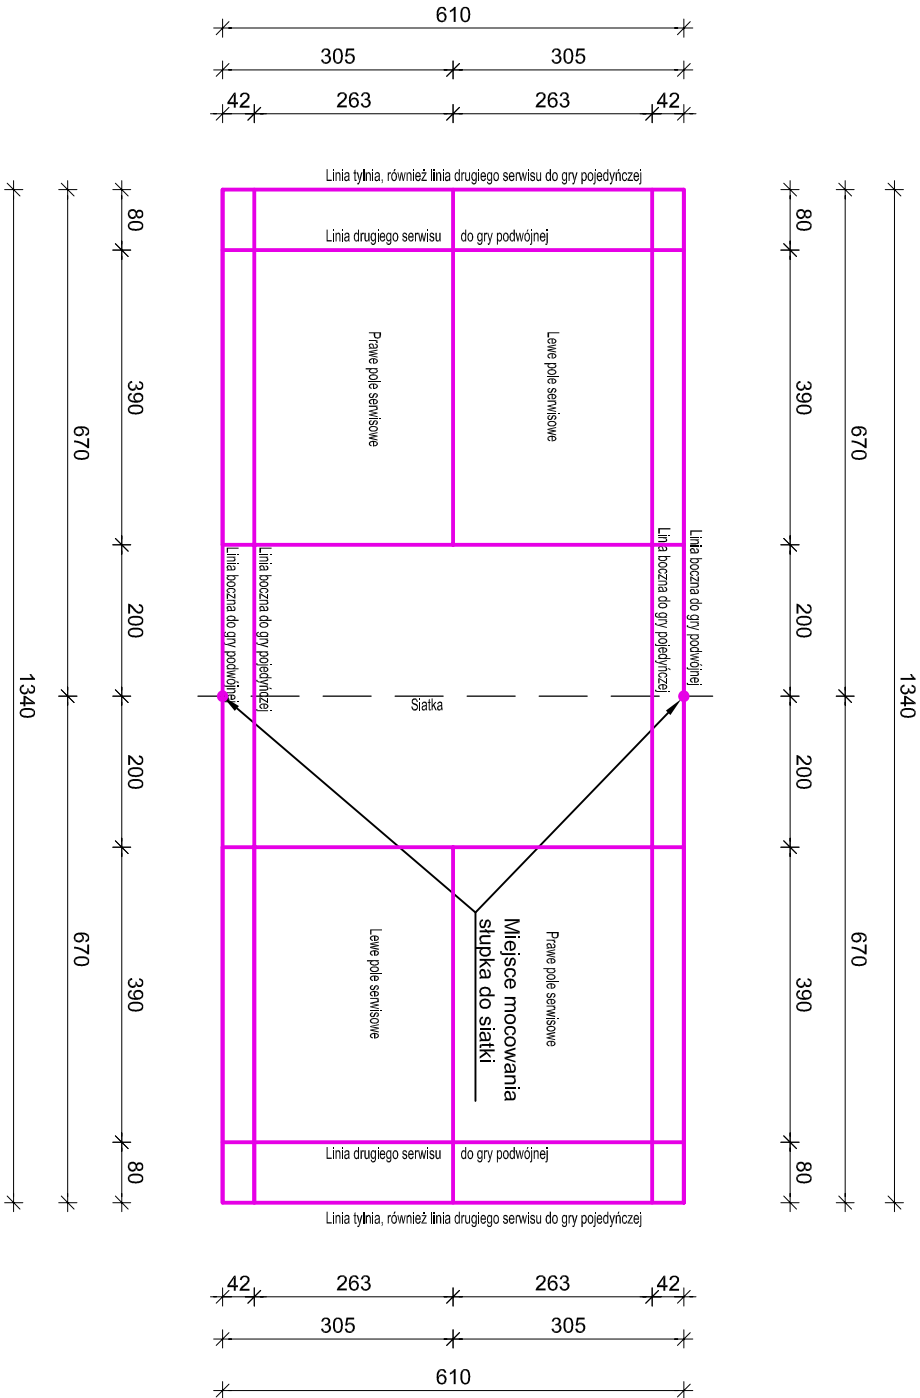 610
305
305
42
263
263
42
Linia tylnia, również linia drugiego serwisu do gry pojedyńczej
Linia drugiego serwisu do gry podwójnej
80
80
Prawe pole serwisowe
Lewe pole serwisowe
390
390
670
670
Linia boczna do gry podwójnej
Linia boczna do gry pojedyńczej
Linia boczna do gry pojedyńczej
Linia boczna do gry podwójnej
200
200
1340
1340
Siatka
200
200
Miejsce mocowania
słupka do siatki
Lewe pole serwisowe
Prawe pole serwisowe
670
670
390
390
Linia drugiego serwisu do gry podwójnej
80
80
Linia tylnia, również linia drugiego serwisu do gry pojedyńczej
42
263
263
42
305
305
610